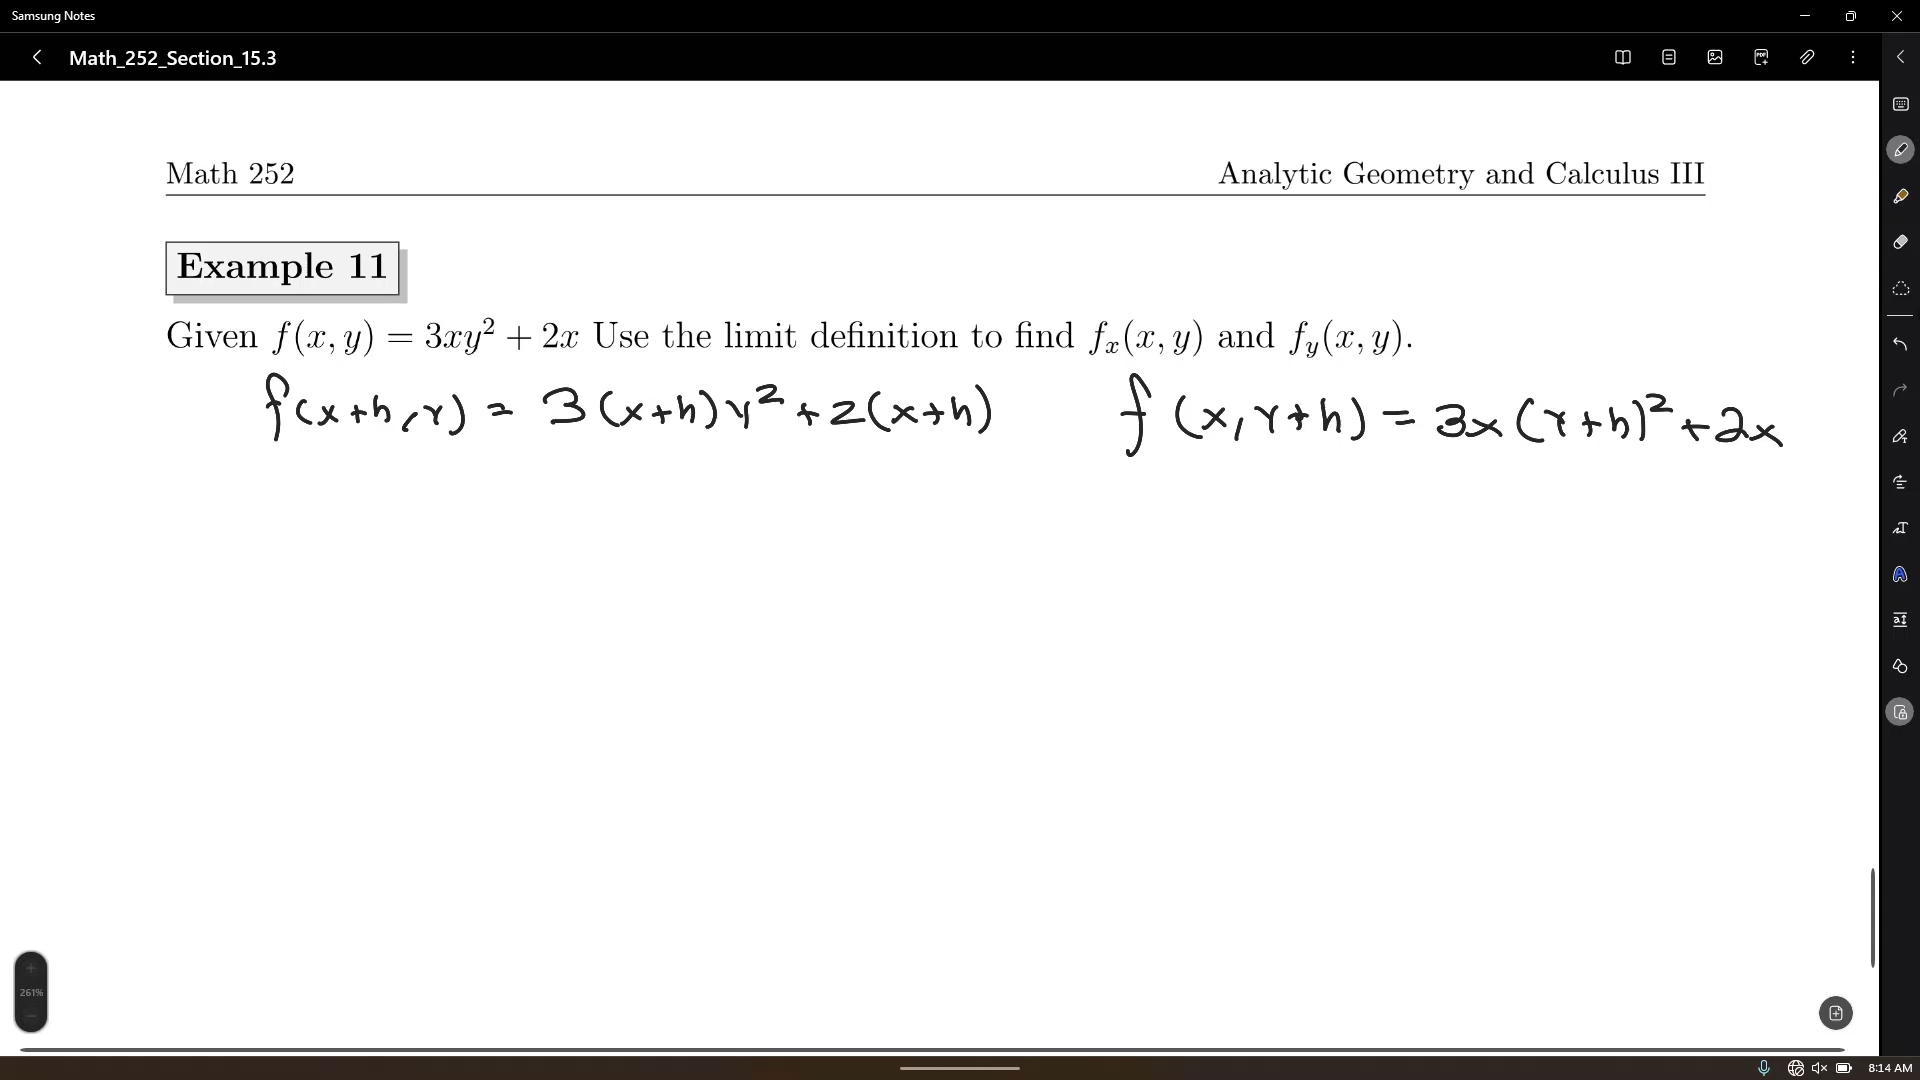 Samsung Notes
Math_252_Section_15.3
Math 252 Analytic Geometry and Calculus III
Example 11
Given f(x, y) = 3xy² + 2x Use the limit definition to find fₓ(x, y) and f_y(x, y).
f(x+h, y) = 3(x+h)y² + 2(x+h) f(x, y+h) = 3x(y+h)² + 2x
261%
8:14 AM